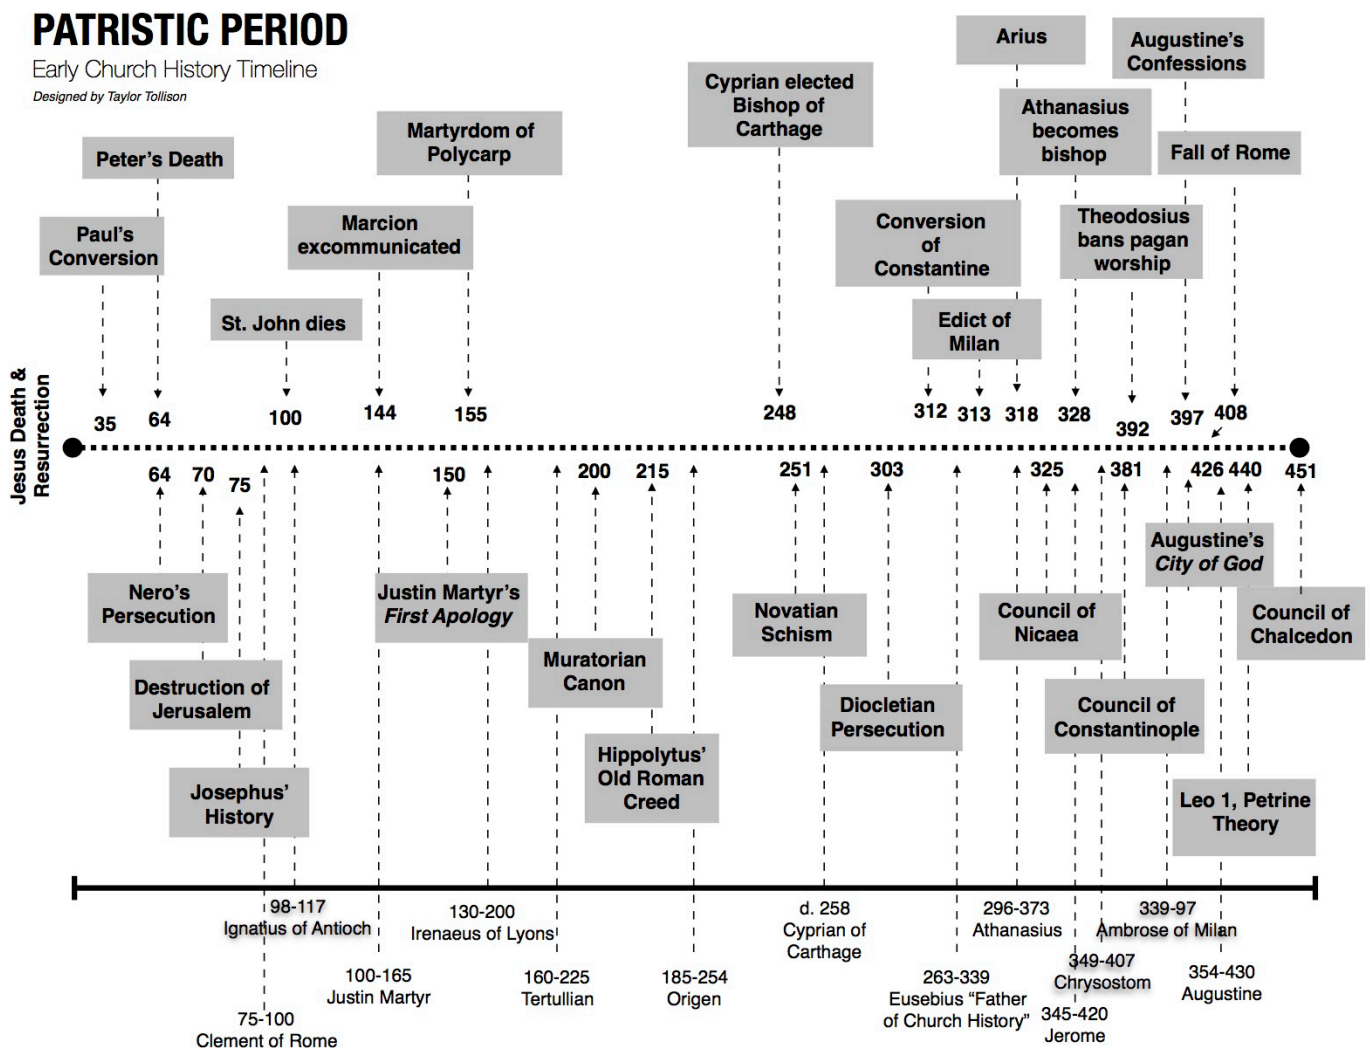 PATRISTIC PERIOD
Early Church History Timeline
Designed by Taylor Tollison
Arius
Augustine's
Confessions
Cyprian elected
Bishop of
Carthage
Athanasius
becomes
bishop
Martyrdom of
Polycarp
Peter's Death
Fall of Rome
Paul's
Conversion
Marcion
excommunicated
Conversion
of
Constantine
Theodosius
bans pagan
worship
St. John dies
Edict of
Milan
Jesus Death &
Resurrection
35
64
100
144
155
248
312
313
318
328
392
397
408
64
70
75
150
200
215
251
303
325
381
426
440
451
Nero's
Persecution
Justin Martyr's
First Apology
Augustine's
City of God
Novatian
Schism
Council of
Nicaea
Council of
Chalcedon
Destruction of
Jerusalem
Muratorian
Canon
Diocletian
Persecution
Council of
Constantinople
Josephus'
History
Hippolytus'
Old Roman
Creed
Leo 1, Petrine
Theory
98-117
Ignatius of Antioch
130-200
Irenaeus of Lyons
d. 258
Cyprian of
Carthage
296-373
Athanasius
339-97
Ambrose of Milan
100-165
Justin Martyr
160-225
Tertullian
185-254
Origen
263-339
Eusebius "Father
of Church History"
349-407
Chrysostom
354-430
Augustine
75-100
Clement of Rome
345-420
Jerome